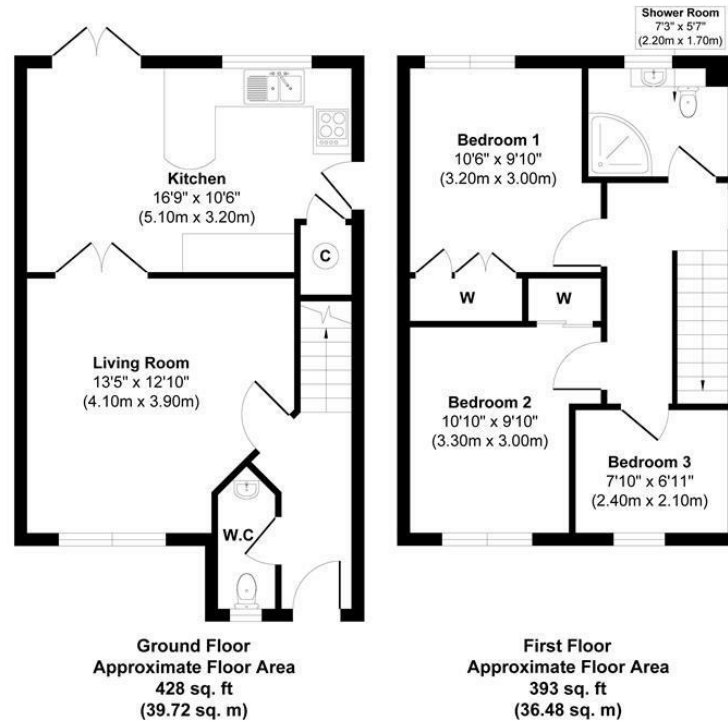 Kitchen
16'9" x 10'6"
(5.10m x 3.20m)
C
Living Room
13'5" x 12'10"
(4.10m x 3.90m)
W.C
Ground Floor
Approximate Floor Area
428 sq. ft
(39.72 sq. m)
Shower Room
7'3" x 5'7"
(2.20m x 1.70m)
Bedroom 1
10'6" x 9'10"
(3.20m x 3.00m)
W
W
Bedroom 2
10'10" x 9'10"
(3.30m x 3.00m)
Bedroom 3
7'10" x 6'11"
(2.40m x 2.10m)
First Floor
Approximate Floor Area
393 sq. ft
(36.48 sq. m)